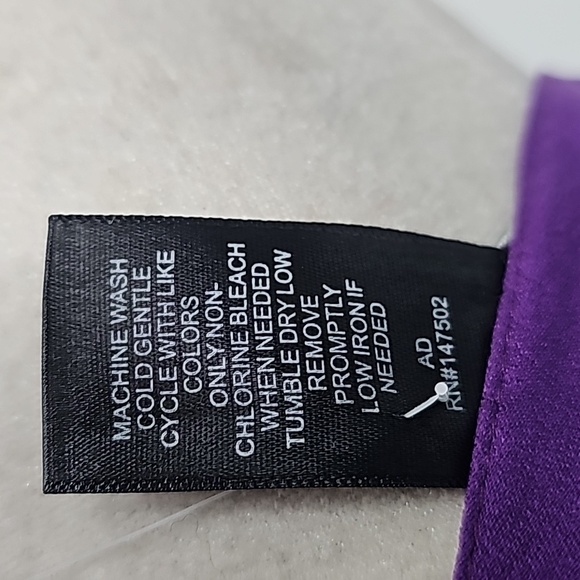 MACHINE WASH
COLD GENTLE
CYCLE WITH LIKE
COLORS
ONLY NON-
CHLORINE BLEACH
WHEN NEEDED
TUMBLE DRY LOW
REMOVE
PROMPTLY
LOW IRON IF
NEEDED
AD
RN#147502